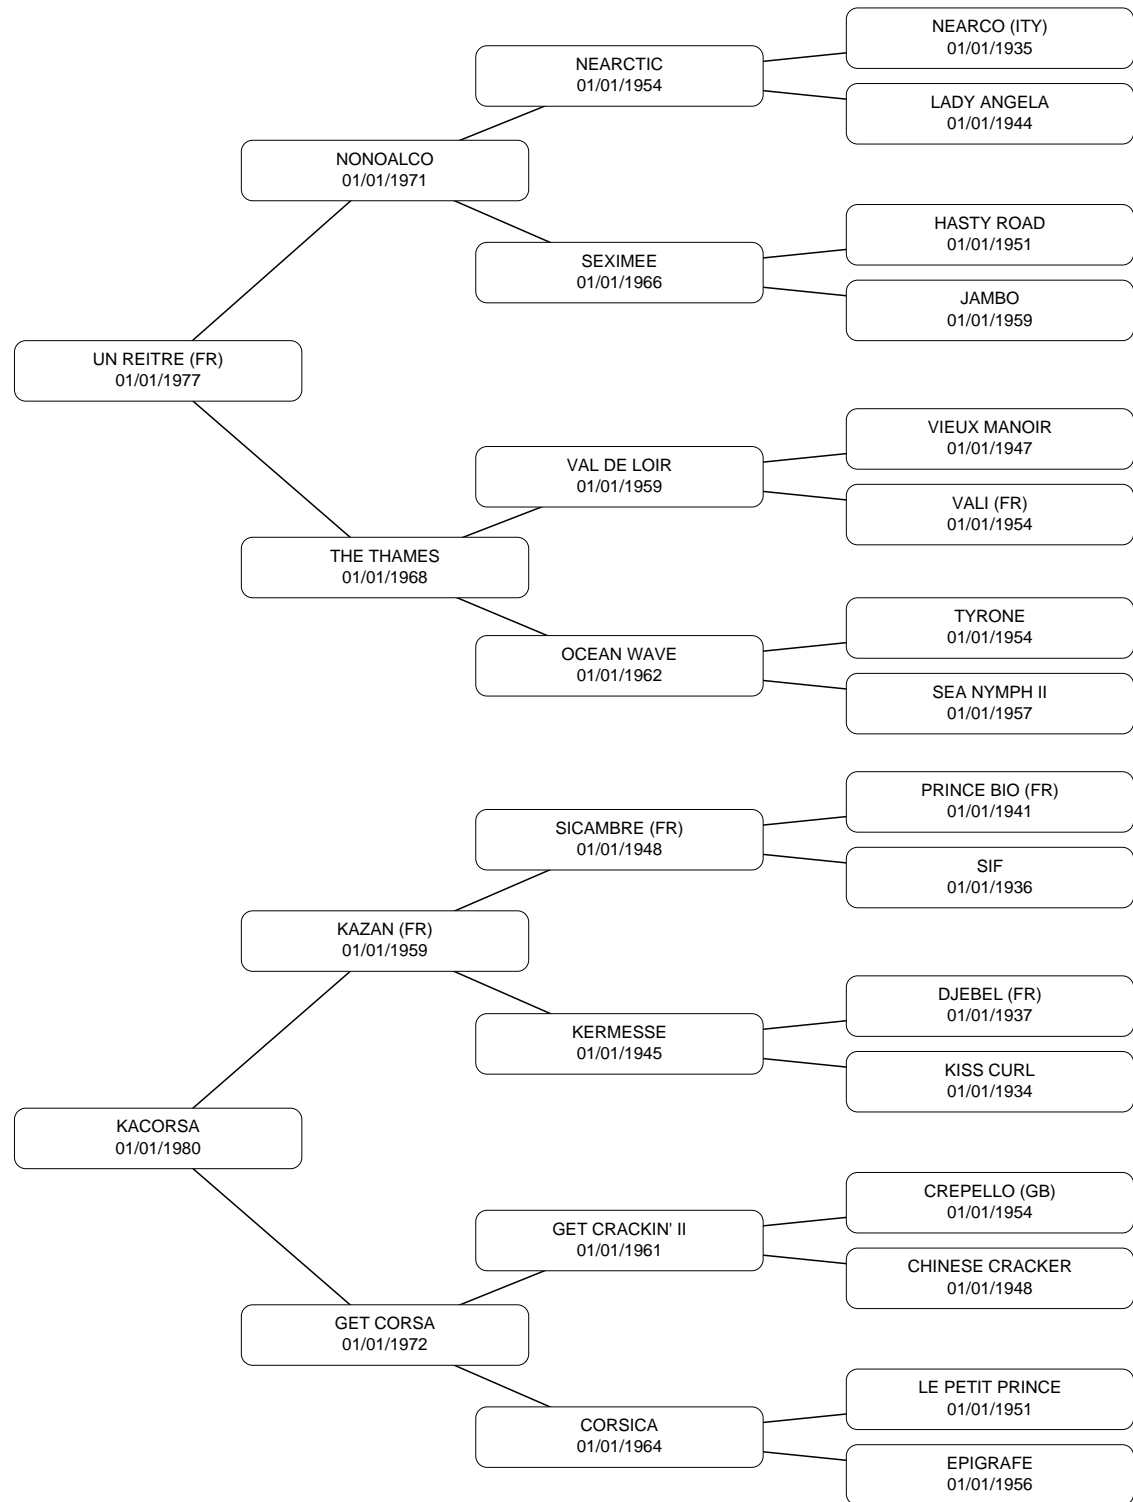 NEARCO (ITY)
01/01/1935
NEARCTIC
01/01/1954
LADY ANGELA
01/01/1944
NONOALCO
01/01/1971
HASTY ROAD
01/01/1951
SEXIMEE
01/01/1966
JAMBO
01/01/1959
UN REITRE (FR)
01/01/1977
VIEUX MANOIR
01/01/1947
VAL DE LOIR
01/01/1959
VALI (FR)
01/01/1954
THE THAMES
01/01/1968
TYRONE
01/01/1954
OCEAN WAVE
01/01/1962
SEA NYMPH II
01/01/1957
PRINCE BIO (FR)
01/01/1941
SICAMBRE (FR)
01/01/1948
SIF
01/01/1936
KAZAN (FR)
01/01/1959
DJEBEL (FR)
01/01/1937
KERMESSE
01/01/1945
KISS CURL
01/01/1934
KACORSA
01/01/1980
CREPELLO (GB)
01/01/1954
GET CRACKIN' II
01/01/1961
CHINESE CRACKER
01/01/1948
GET CORSA
01/01/1972
LE PETIT PRINCE
01/01/1951
CORSICA
01/01/1964
EPIGRAFE
01/01/1956